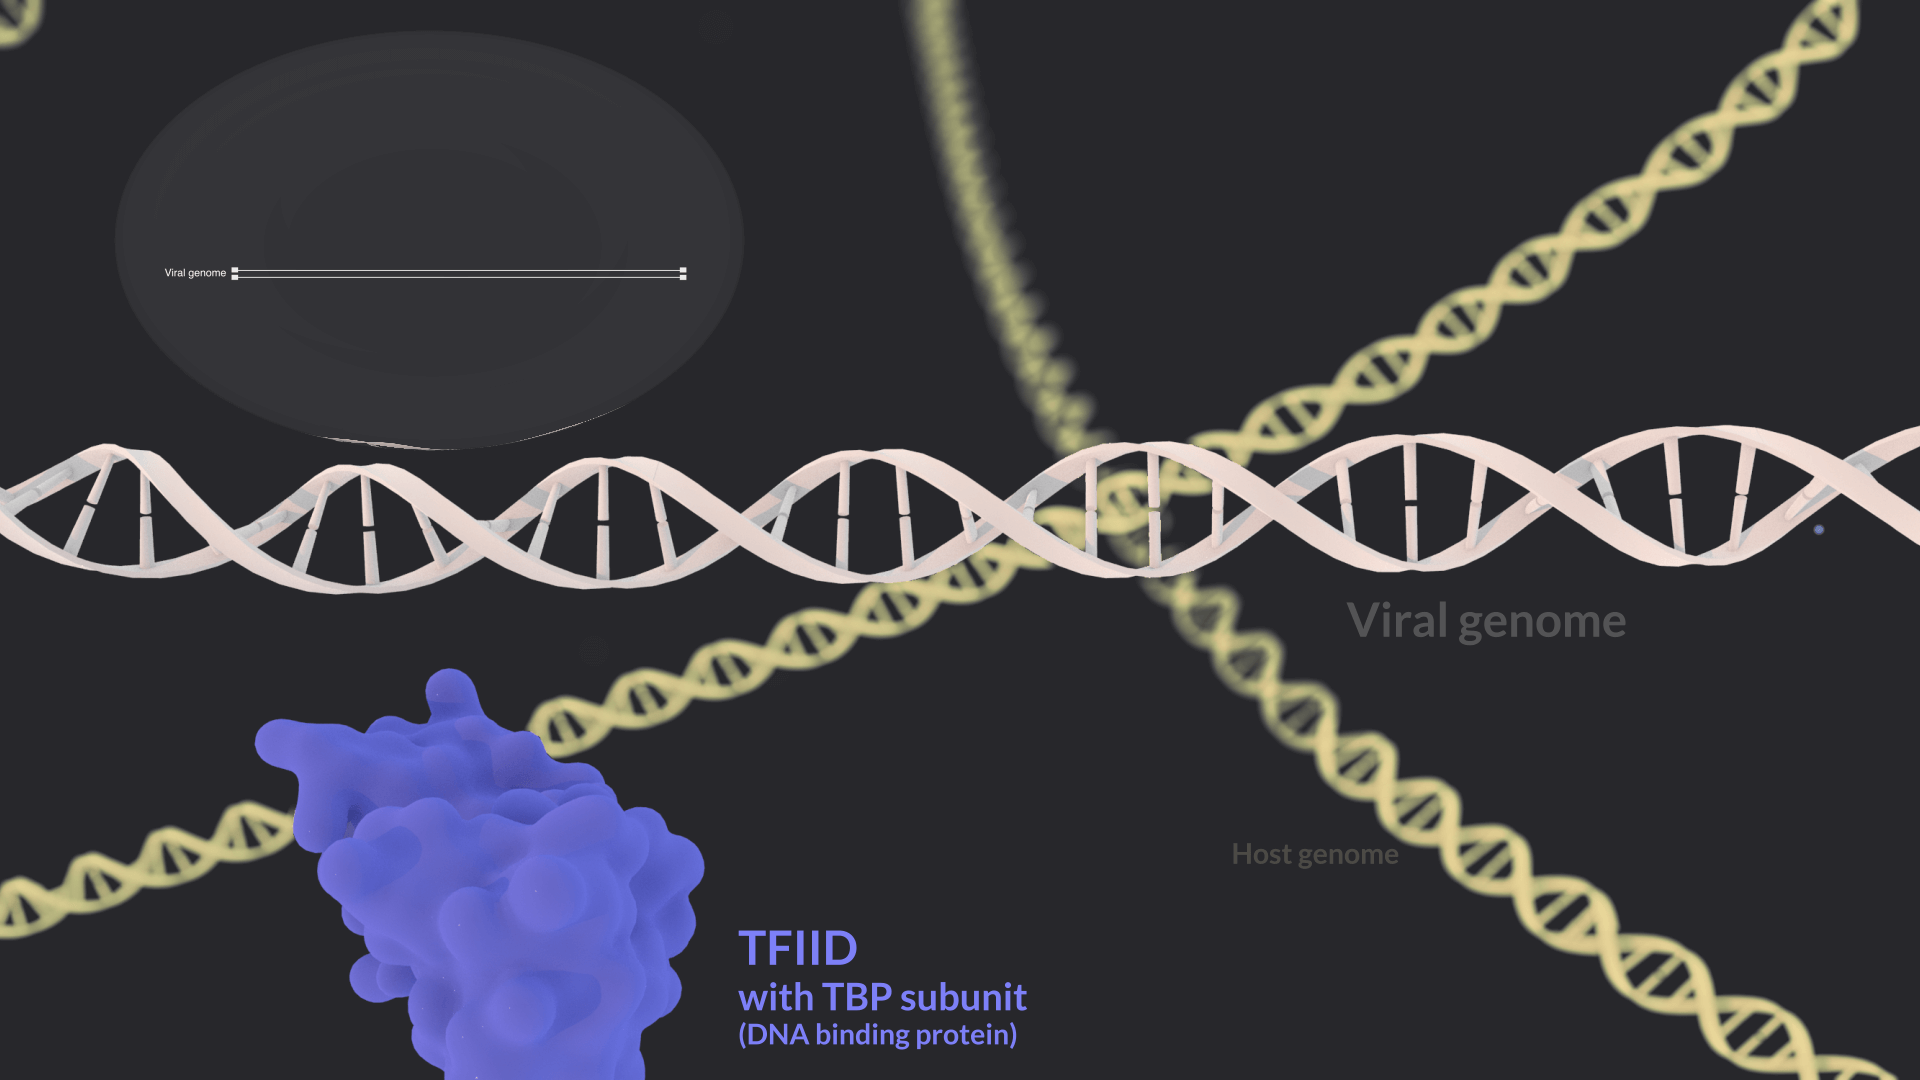 Viral genome
Viral genome
Host genome
TFIID
with TBP subunit
(DNA binding protein)